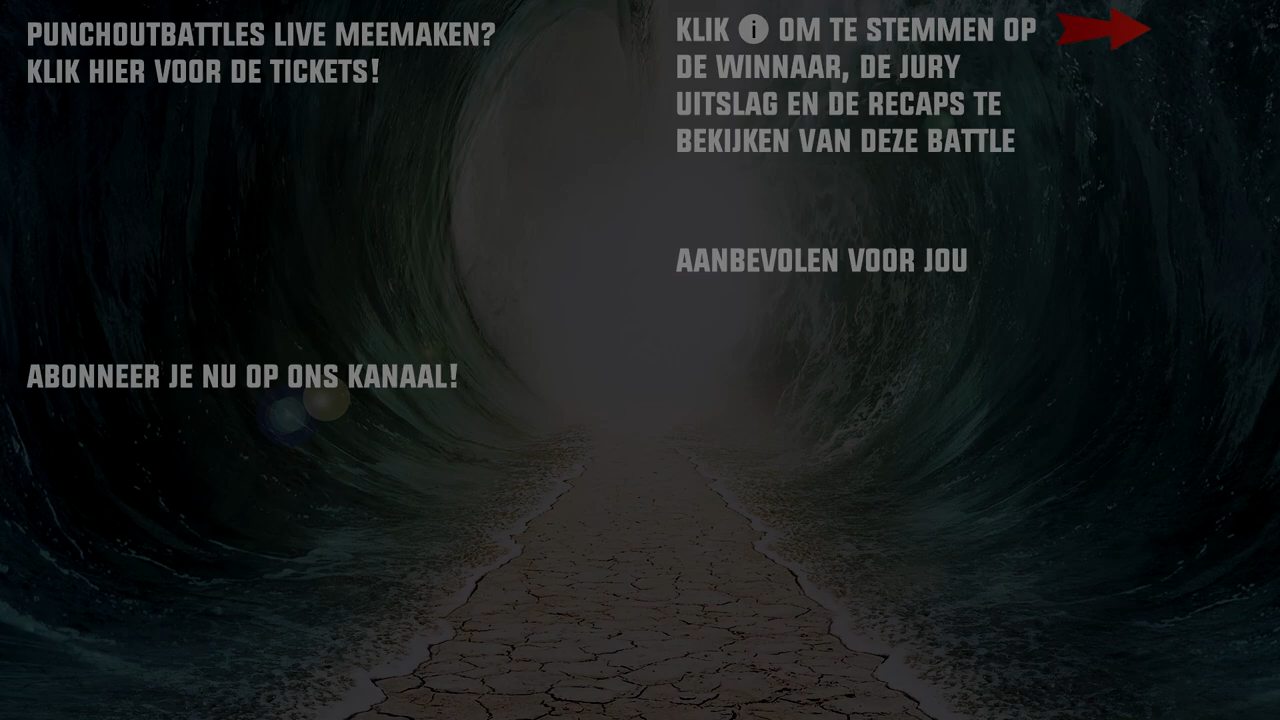 PUNCHOUTBATTLES LIVE MEEMAKEN?
KLIK HIER VOOR DE TICKETS!
ABONNEER JE NU OP ONS KANAAL!
KLIK i OM TE STEMMEN OP
DE WINNAAR, DE JURY
UITSLAG EN DE RECAPS TE
BEKIJKEN VAN DEZE BATTLE
AANBEVOLEN VOOR JOU